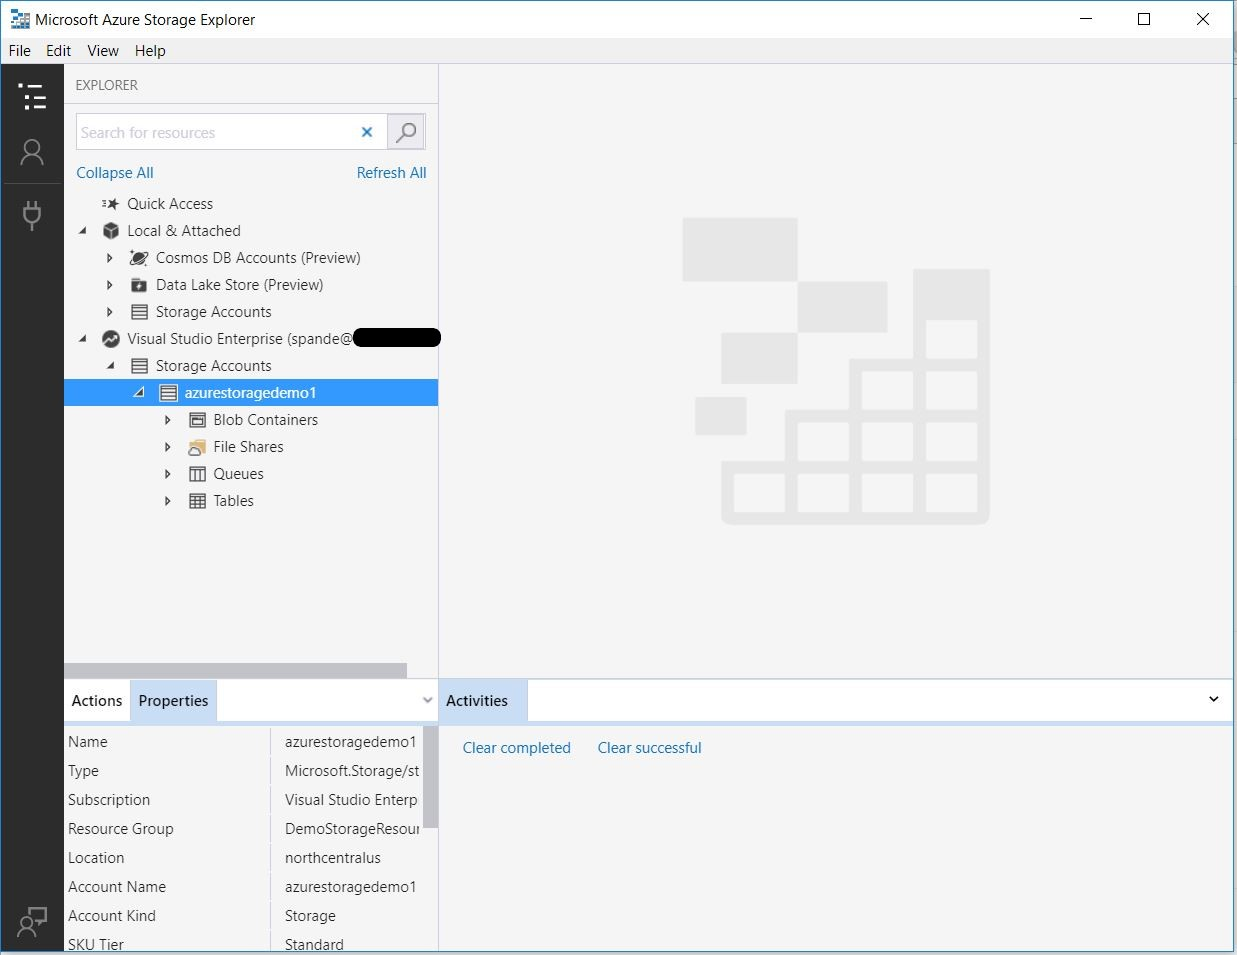 Microsoft Azure Storage Explorer
File Edit View Help
EXPLORER
Search for resources
Collapse All Refresh All
Quick Access
Local & Attached
Cosmos DB Accounts (Preview)
Data Lake Store (Preview)
Storage Accounts
Visual Studio Enterprise (spande@
Storage Accounts
azurestoragedemo1
Blob Containers
File Shares
Queues
Tables
Actions Properties
Name azurestoragedemo1
Type Microsoft.Storage/st
Subscription Visual Studio Enterp
Resource Group DemoStorageResour
Location northcentralus
Account Name azurestoragedemo1
Account Kind Storage
SKU Tier Standard
Activities
Clear completed Clear successful